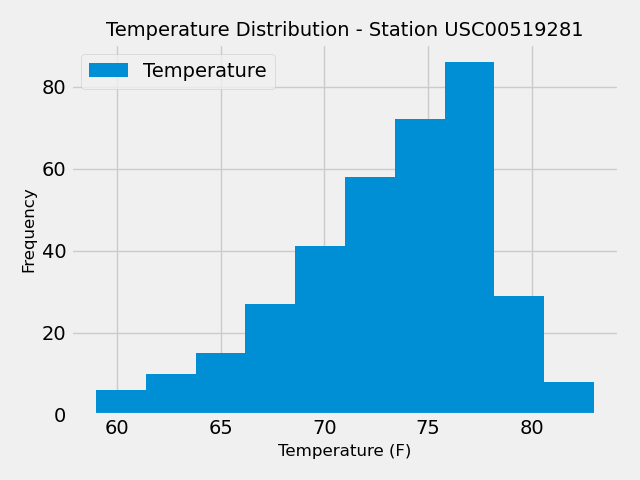 Temperature Distribution - Station USC00519281
Temperature
80
60
40
20
0
Frequency
60 65 70 75 80
Temperature (F)